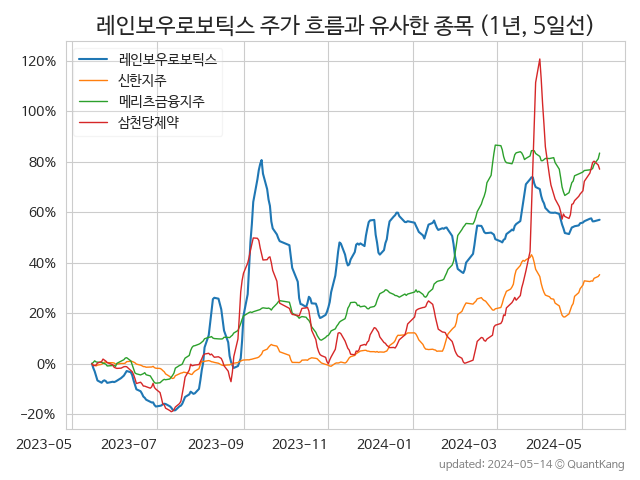 레인보우로보틱스 주가 흐름과 유사한 종목 (1년, 5일선)
레인보우로보틱스
신한지주
메리츠금융지주
삼천당제약
120%
100%
80%
60%
40%
20%
0%
−20%
2023-05
2023-07
2023-09
2023-11
2024-01
2024-03
2024-05
updated: 2024-05-14 ⓒ QuantKang